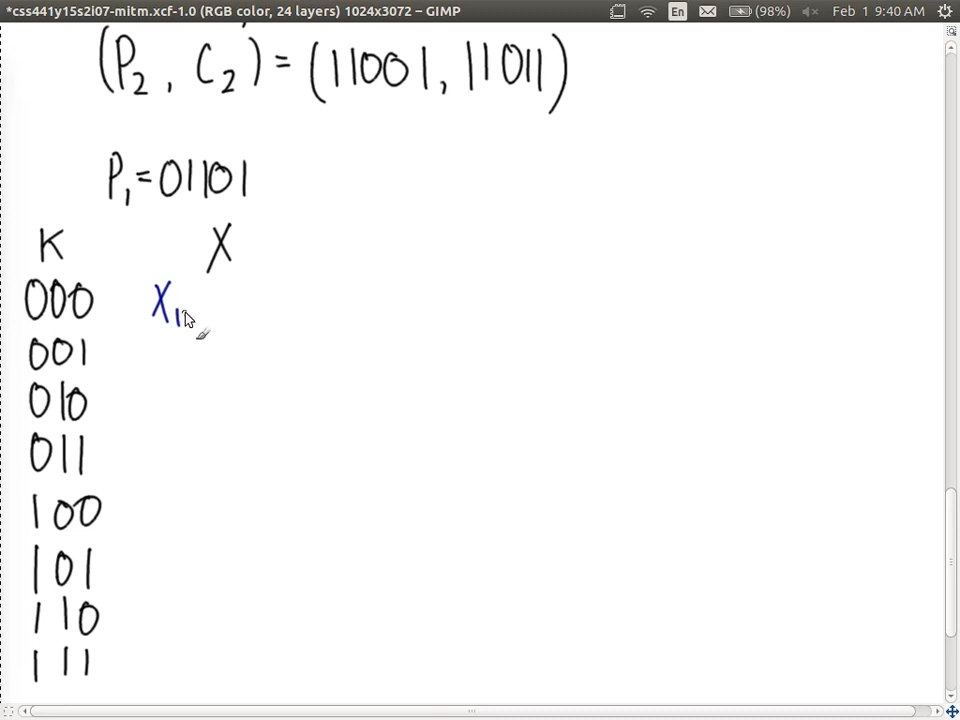 *css441y15s2i07-mitm.xcf-1.0 (RGB color, 24 layers) 1024x3072 – GIMP En (98%) Feb 1 9:40 AM
(P2, C2) = (11001, 11011)
P1 = 01101
K X
000 X1
001
010
011
100
101
110
111